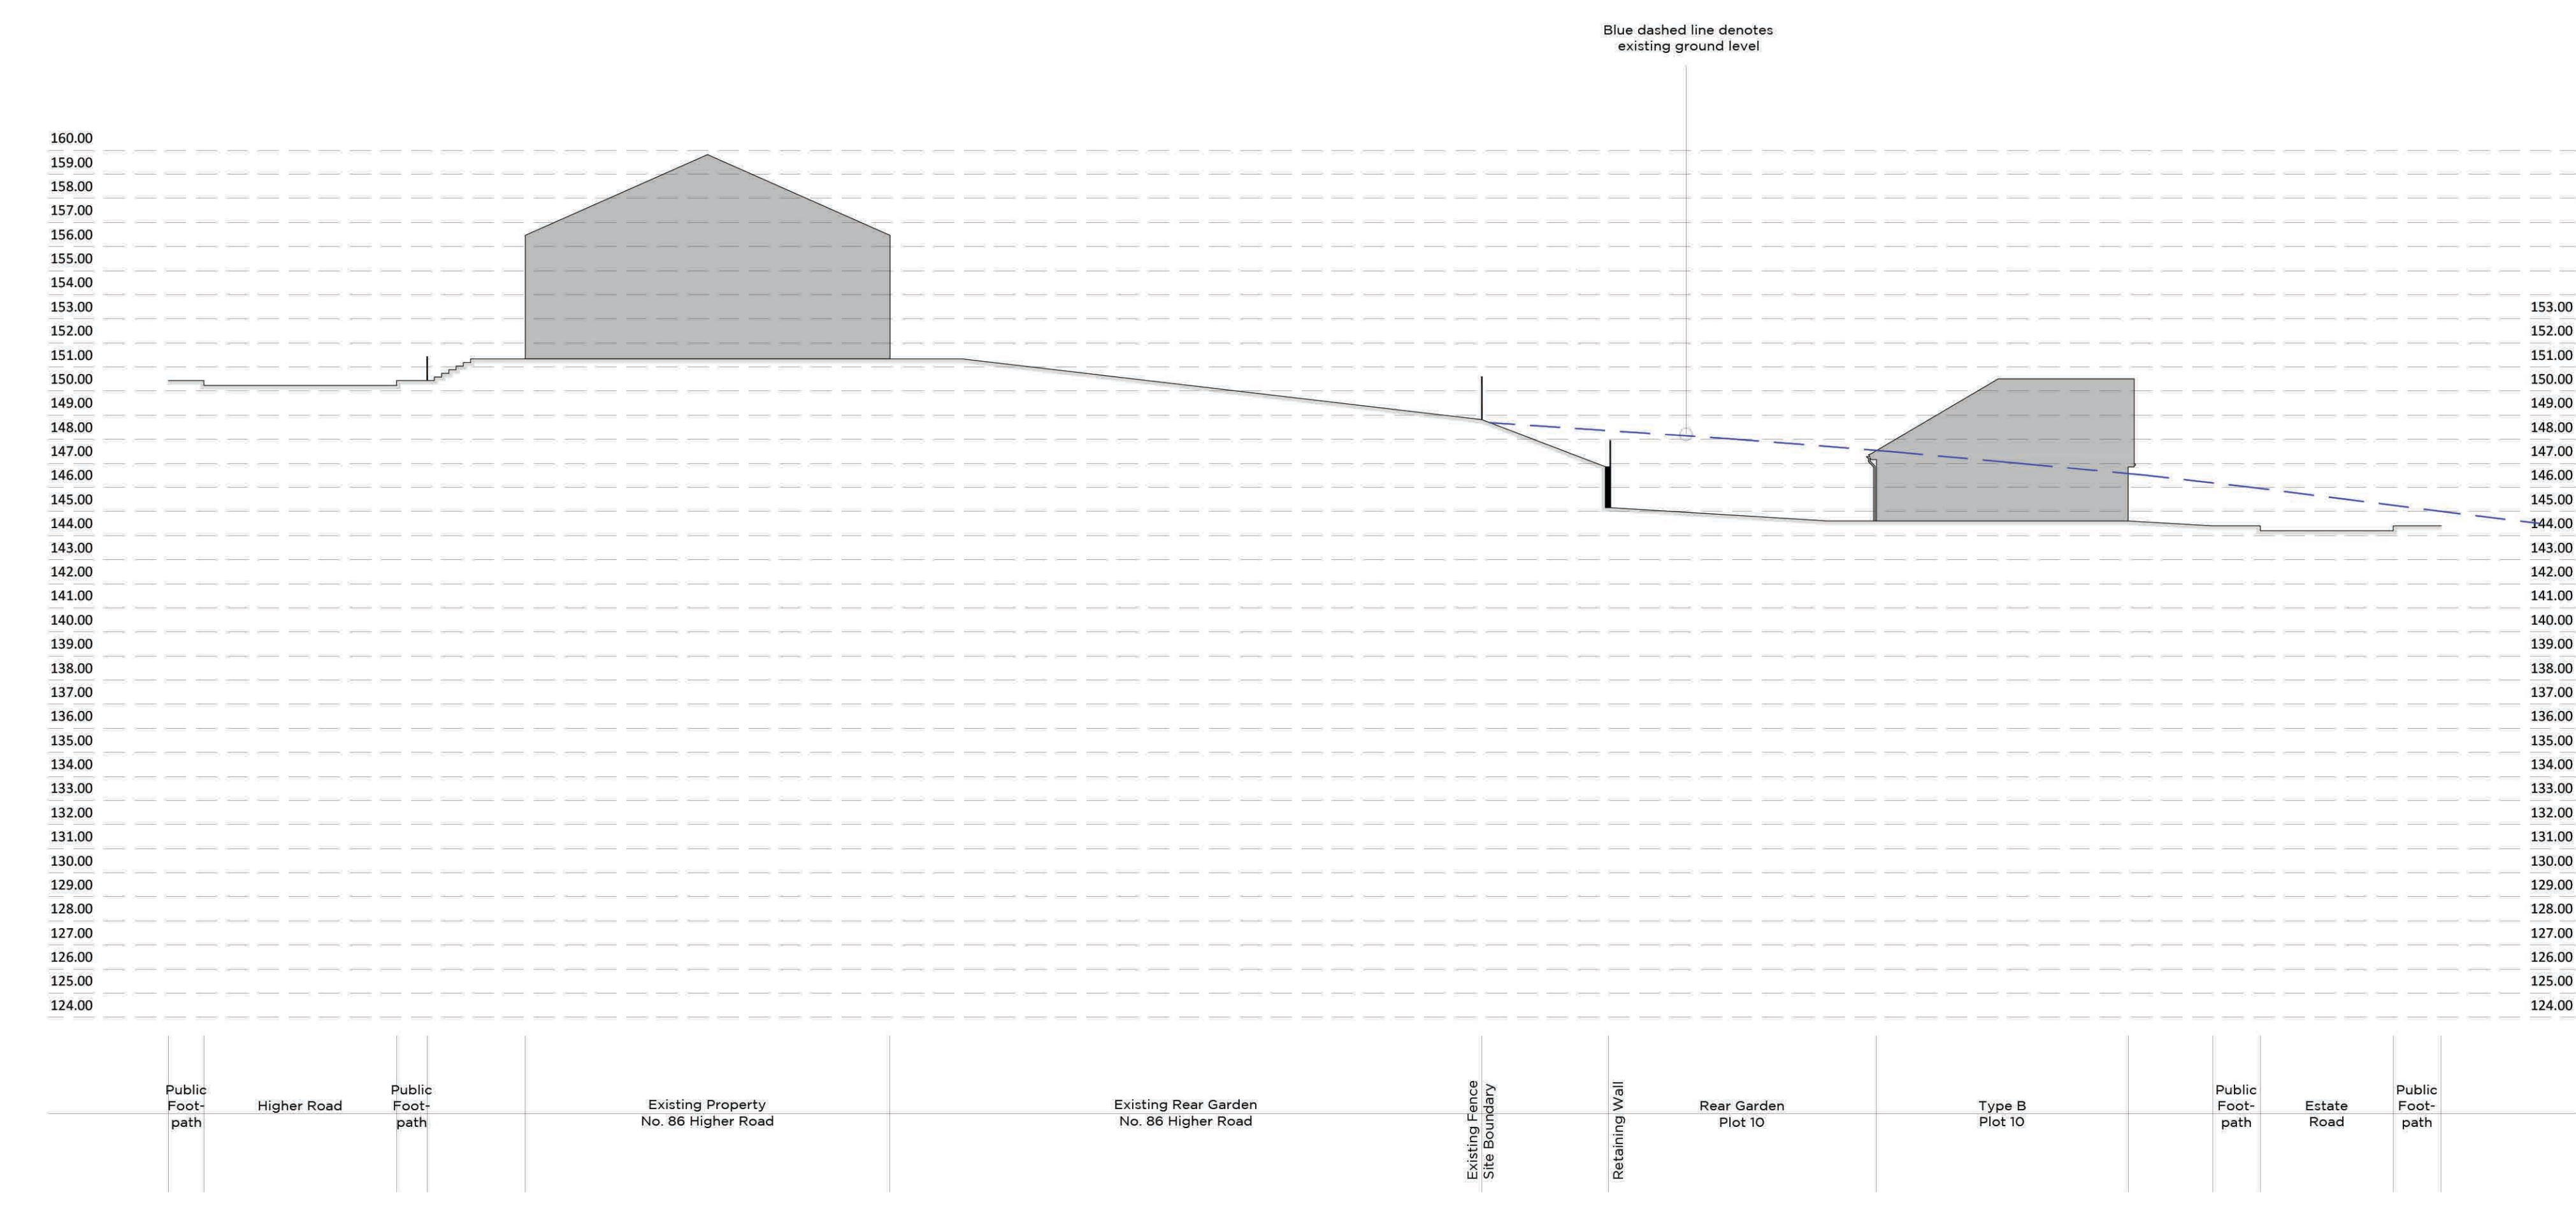 Blue dashed line denotes
existing ground level
160.00
159.00
158.00
157.00
156.00
155.00
154.00
153.00
152.00
151.00
150.00
149.00
148.00
147.00
146.00
145.00
144.00
143.00
142.00
141.00
140.00
139.00
138.00
137.00
136.00
135.00
134.00
133.00
132.00
131.00
130.00
129.00
128.00
127.00
126.00
125.00
124.00
153.00
152.00
151.00
150.00
149.00
148.00
147.00
146.00
145.00
144.00
143.00
142.00
141.00
140.00
139.00
138.00
137.00
136.00
135.00
134.00
133.00
132.00
131.00
130.00
129.00
128.00
127.00
126.00
125.00
124.00
Public
Foot-
path
Higher Road
Public
Foot-
path
Existing Property
No. 86 Higher Road
Existing Rear Garden
No. 86 Higher Road
Existing Fence
Site Boundary
Retaining Wall
Rear Garden
Plot 10
Type B
Plot 10
Public
Foot-
path
Estate
Road
Public
Foot-
path